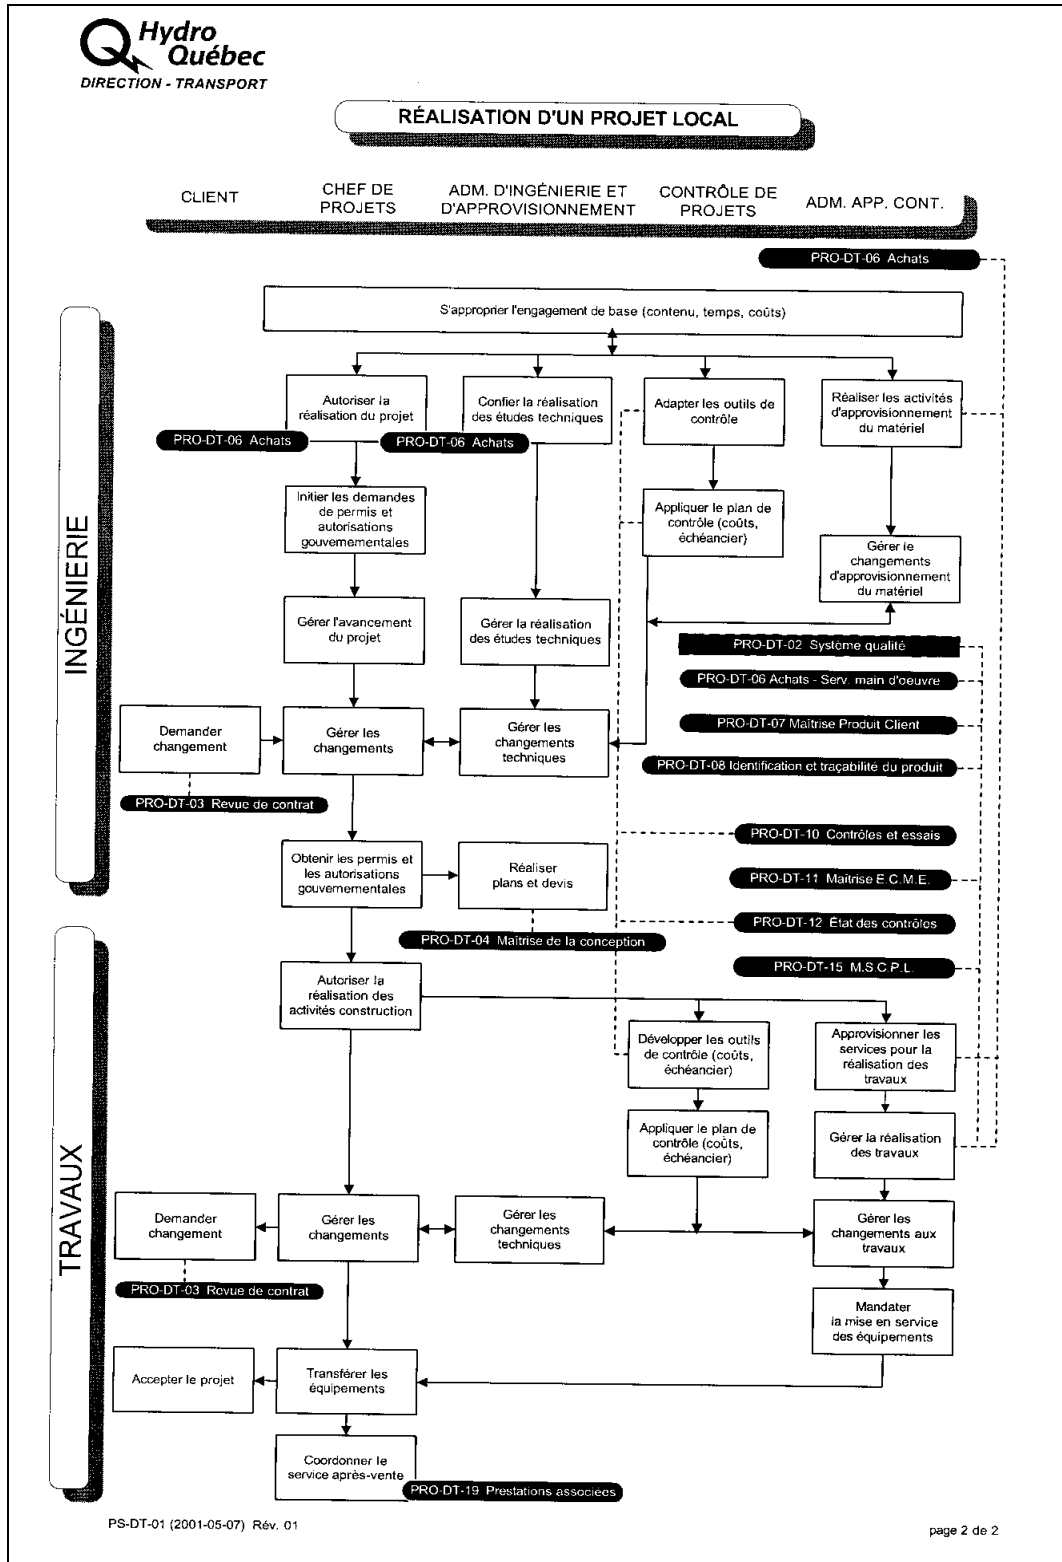 Hydro
Québec
DIRECTION - TRANSPORT
RÉALISATION D'UN PROJET LOCAL
CLIENT
CHEF DE
PROJETS
ADM. D'INGÉNIERIE ET
D'APPROVISIONNEMENT
CONTRÔLE DE
PROJETS
ADM. APP. CONT.
PRO-DT-06 Achats
S'approprier l'engagement de base (contenu, temps, coûts)
INGÉNIERIE
Autoriser la
réalisation du projet
Confier la réalisation
des études techniques
Adapter les outils de
contrôle
Réaliser les activités
d'approvisionnement
du matériel
PRO-DT-06 Achats
PRO-DT-06 Achats
Initier les demandes
de permis et
autorisations
gouvernementales
Appliquer le plan de
contrôle (coûts,
échéancier)
Gérer le
changements
d'approvisionnement
du matériel
Gérer l'avancement
du projet
Gérer la réalisation
des études techniques
PRO-DT-02 Système qualité
PRO-DT-06 Achats - Serv. main d'oeuvre
PRO-DT-07 Maîtrise Produit Client
PRO-DT-08 Identification et traçabilité du produit
Demander
changement
Gérer les
changements
Gérer les
changements
techniques
PRO-DT-03 Revue de contrat
PRO-DT-10 Contrôles et essais
PRO-DT-11 Maîtrise E.C.M.E.
PRO-DT-12 État des contrôles
PRO-DT-15 M.S.C.P.L.
Obtenir les permis et
les autorisations
gouvernementales
Réaliser
plans et devis
PRO-DT-04 Maîtrise de la conception
TRAVAUX
Autoriser la
réalisation des
activités construction
Développer les outils
de contrôle (coûts,
échéancier)
Approvisionner les
services pour la
réalisation des
travaux
Appliquer le plan de
contrôle (coûts,
échéancier)
Gérer la réalisation
des travaux
Demander
changement
Gérer les
changements
Gérer les
changements
techniques
Gérer les
changements aux
travaux
PRO-DT-03 Revue de contrat
Mandater
la mise en service
des équipements
Accepter le projet
Transférer les
équipements
Coordonner le
service après-vente
PRO-DT-19 Prestations associées
PS-DT-01 (2001-05-07) Rév. 01
page 2 de 2